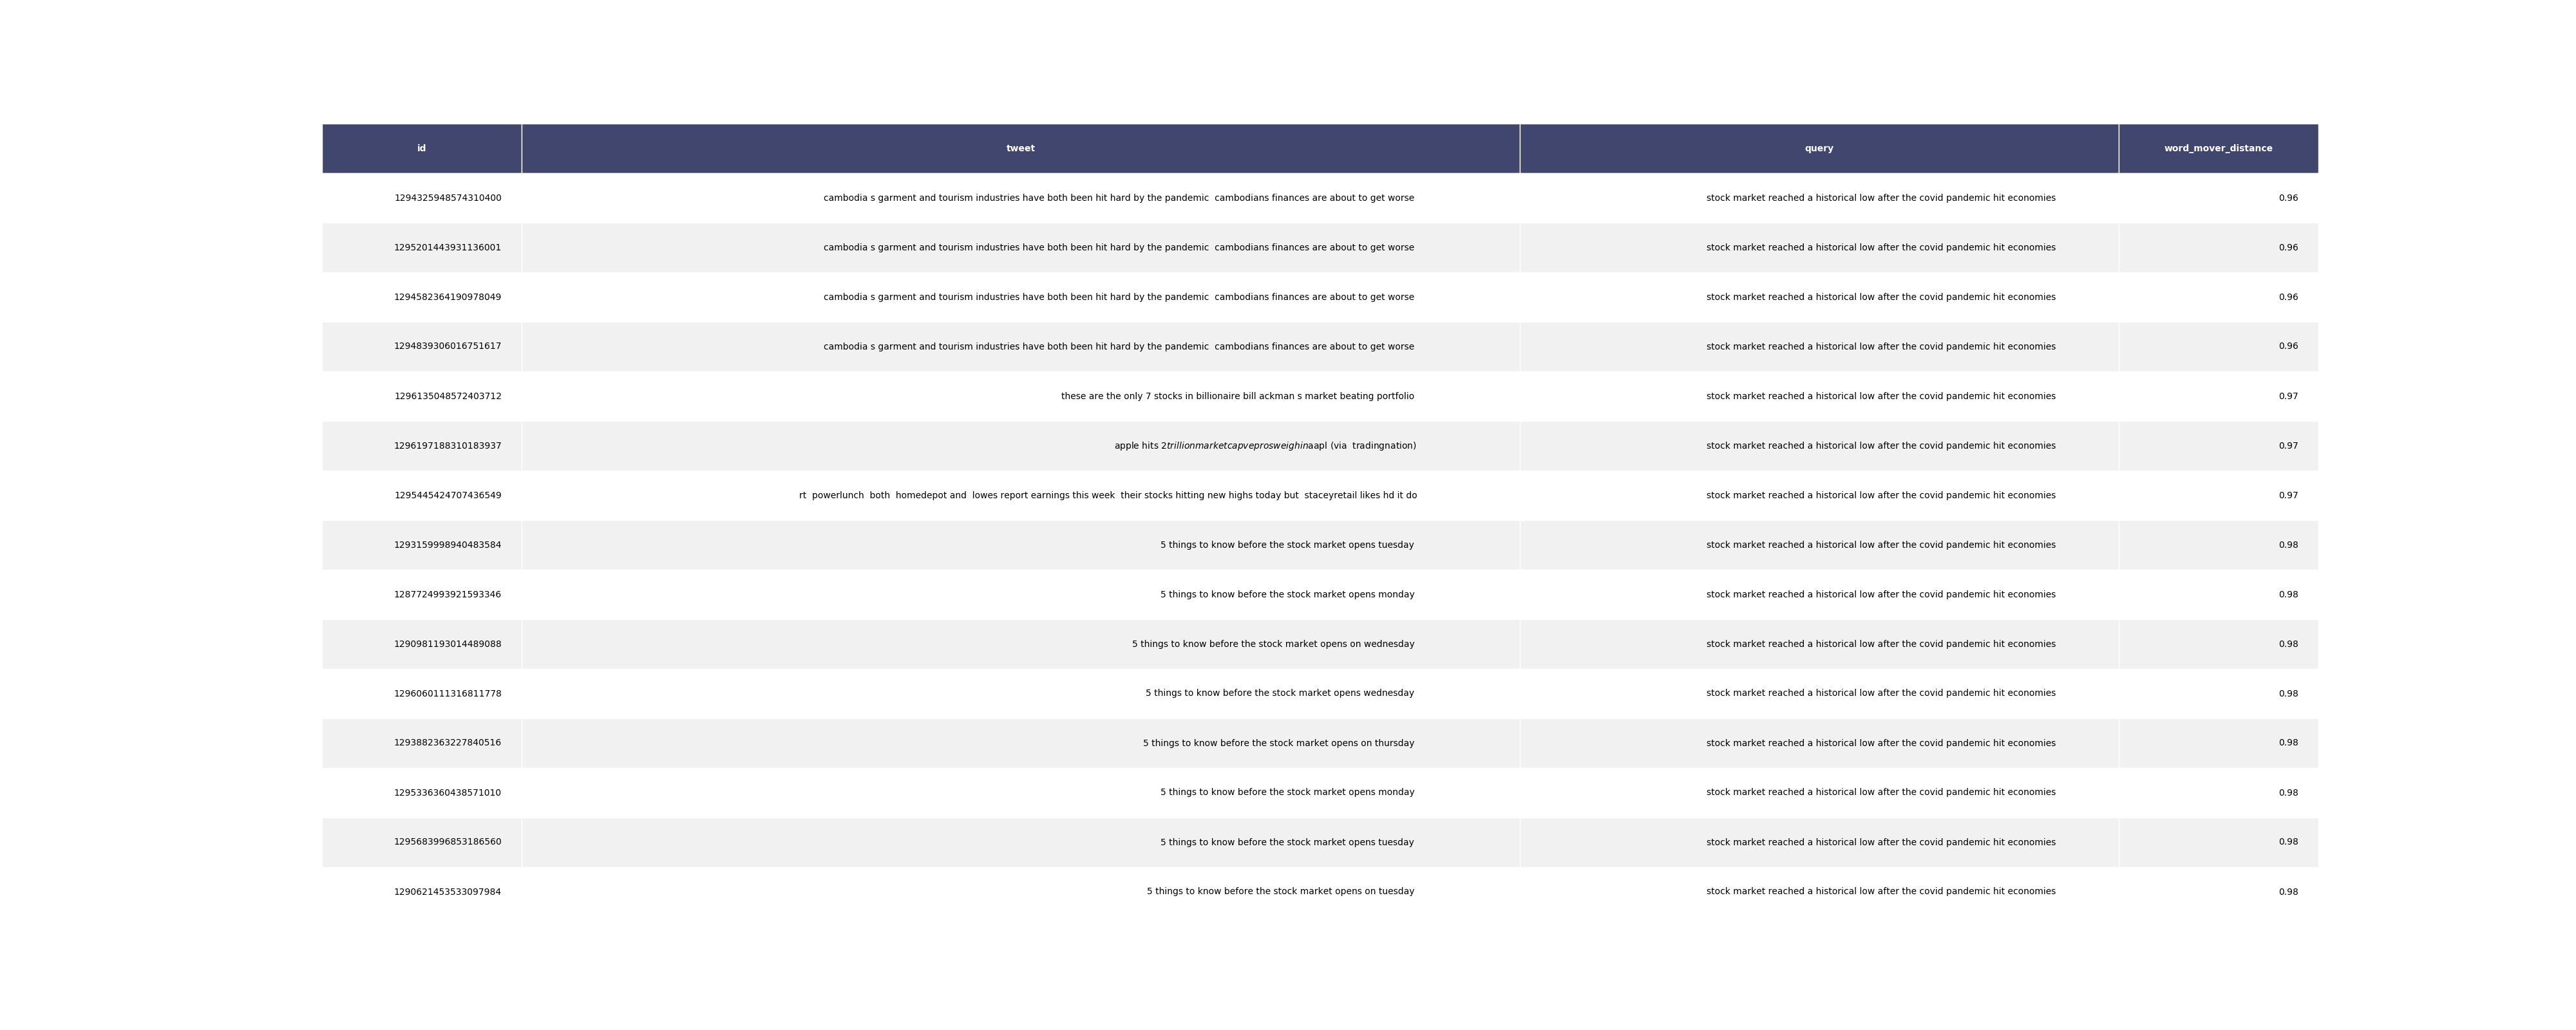 id tweet query word_mover_distance
1294325948574310400 cambodia s garment and tourism industries have both been hit hard by the pandemic  cambodians finances are about to get worse stock market reached a historical low after the covid pandemic hit economies 0.96
1295201443931136001 cambodia s garment and tourism industries have both been hit hard by the pandemic  cambodians finances are about to get worse stock market reached a historical low after the covid pandemic hit economies 0.96
1294582364190978049 cambodia s garment and tourism industries have both been hit hard by the pandemic  cambodians finances are about to get worse stock market reached a historical low after the covid pandemic hit economies 0.96
1294839306016751617 cambodia s garment and tourism industries have both been hit hard by the pandemic  cambodians finances are about to get worse stock market reached a historical low after the covid pandemic hit economies 0.96
1296135048572403712 these are the only 7 stocks in billionaire bill ackman s market beating portfolio stock market reached a historical low after the covid pandemic hit economies 0.97
1296197188310183937 apple hits 2trillionmarketcapveprosweighinaapl (via  tradingnation) stock market reached a historical low after the covid pandemic hit economies 0.97
1295445424707436549 rt  powerlunch  both  homedepot and  lowes report earnings this week  their stocks hitting new highs today but  staceyretail likes hd it do stock market reached a historical low after the covid pandemic hit economies 0.97
1293159998940483584 5 things to know before the stock market opens tuesday stock market reached a historical low after the covid pandemic hit economies 0.98
1287724993921593346 5 things to know before the stock market opens monday stock market reached a historical low after the covid pandemic hit economies 0.98
1290981193014489088 5 things to know before the stock market opens on wednesday stock market reached a historical low after the covid pandemic hit economies 0.98
1296060111316811778 5 things to know before the stock market opens wednesday stock market reached a historical low after the covid pandemic hit economies 0.98
1293882363227840516 5 things to know before the stock market opens on thursday stock market reached a historical low after the covid pandemic hit economies 0.98
1295336360438571010 5 things to know before the stock market opens monday stock market reached a historical low after the covid pandemic hit economies 0.98
1295683996853186560 5 things to know before the stock market opens tuesday stock market reached a historical low after the covid pandemic hit economies 0.98
1290621453533097984 5 things to know before the stock market opens on tuesday stock market reached a historical low after the covid pandemic hit economies 0.98